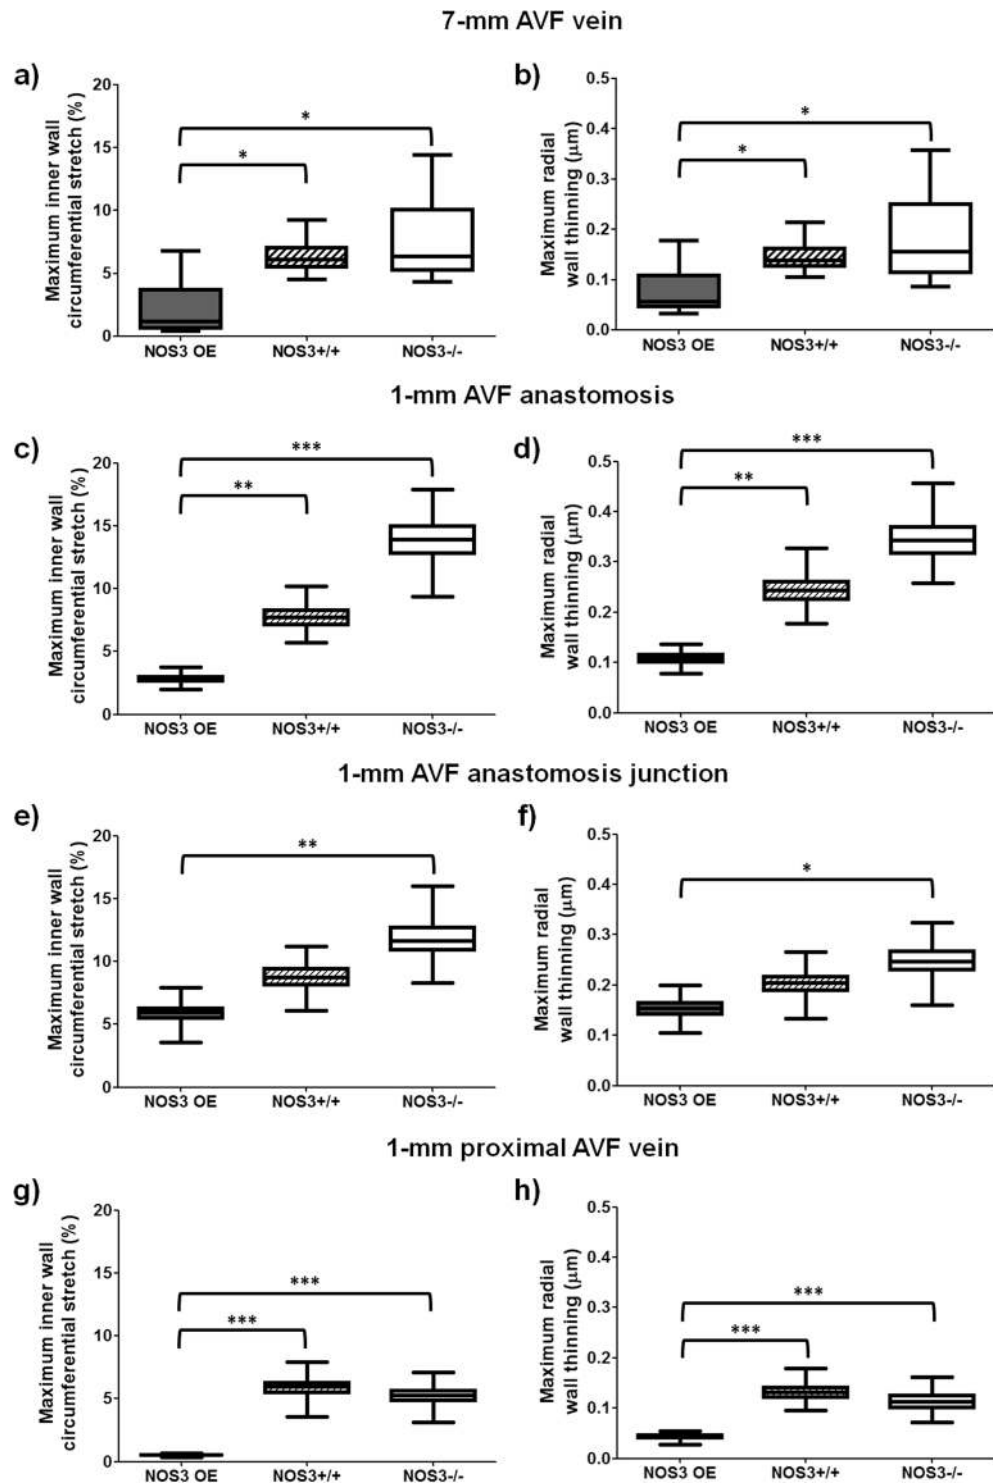 7-mm AVF vein
a)
Maximum inner wall
circumferential stretch (%)
20
15
10
5
0
*
*
NOS3 OE NOS3+/+ NOS3-/-
b)
Maximum radial
wall thinning (μm)
0.5
0.4
0.3
0.2
0.1
0.0
*
*
NOS3 OE NOS3+/+ NOS3-/-
1-mm AVF anastomosis
c)
Maximum inner wall
circumferential stretch (%)
20
15
10
5
0
***
**
NOS3 OE NOS3+/+ NOS3-/-
d)
Maximum radial
wall thinning (μm)
0.5
0.4
0.3
0.2
0.1
0.0
***
**
NOS3 OE NOS3+/+ NOS3-/-
1-mm AVF anastomosis junction
e)
Maximum inner wall
circumferential stretch (%)
20
15
10
5
0
**
NOS3 OE NOS3+/+ NOS3-/-
f)
Maximum radial
wall thinning (μm)
0.5
0.4
0.3
0.2
0.1
0.0
*
NOS3 OE NOS3+/+ NOS3-/-
1-mm proximal AVF vein
g)
Maximum inner wall
circumferential stretch (%)
20
15
10
5
0
***
***
NOS3 OE NOS3+/+ NOS3-/-
h)
Maximum radial
wall thinning (μm)
0.5
0.4
0.3
0.2
0.1
0.0
***
***
NOS3 OE NOS3+/+ NOS3-/-